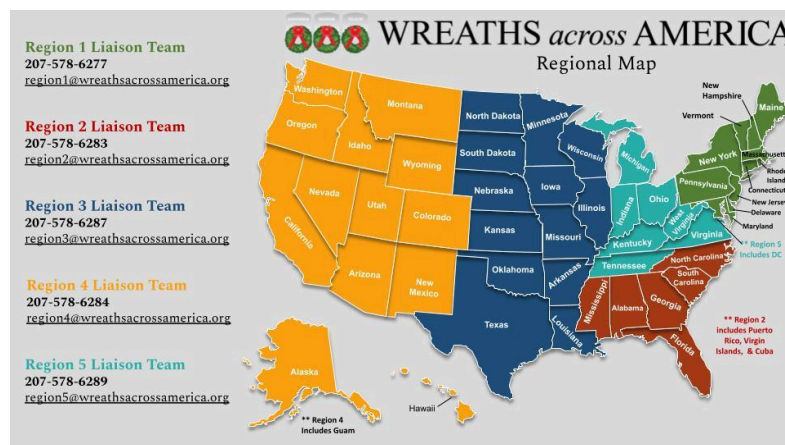 WREATHS across AMERICA
Regional Map
Region 1 Liaison Team
207-578-6277
region1@wreathsacrossamerica.org
Region 2 Liaison Team
207-578-6283
region2@wreathsacrossamerica.org
Region 3 Liaison Team
207-578-6287
region3@wreathsacrossamerica.org
Region 4 Liaison Team
207-578-6284
region4@wreathsacrossamerica.org
Region 5 Liaison Team
207-578-6289
region5@wreathsacrossamerica.org
Washington
Oregon
California
Nevada
Idaho
Montana
Wyoming
Utah
Colorado
Arizona
New
Mexico
North Dakota
South Dakota
Nebraska
Kansas
Oklahoma
Texas
Minnesota
Iowa
Missouri
Arkansas
Louisiana
Wisconsin
Illinois
Michigan
Indiana
Ohio
Kentucky
Tennessee
West
Virginia
Virginia
Mississippi
Alabama
Georgia
Florida
South
Carolina
North Carolina
New
Hampshire
Vermont
Maine
New York
Massachusetts
Rhode
Island
Connecticut
Pennsylvania
New Jersey
Delaware
Maryland
** Region 5
Includes DC
** Region 2
includes Puerto
Rico, Virgin
Islands, & Cuba
Alaska
** Region 4
Includes Guam
Hawaii